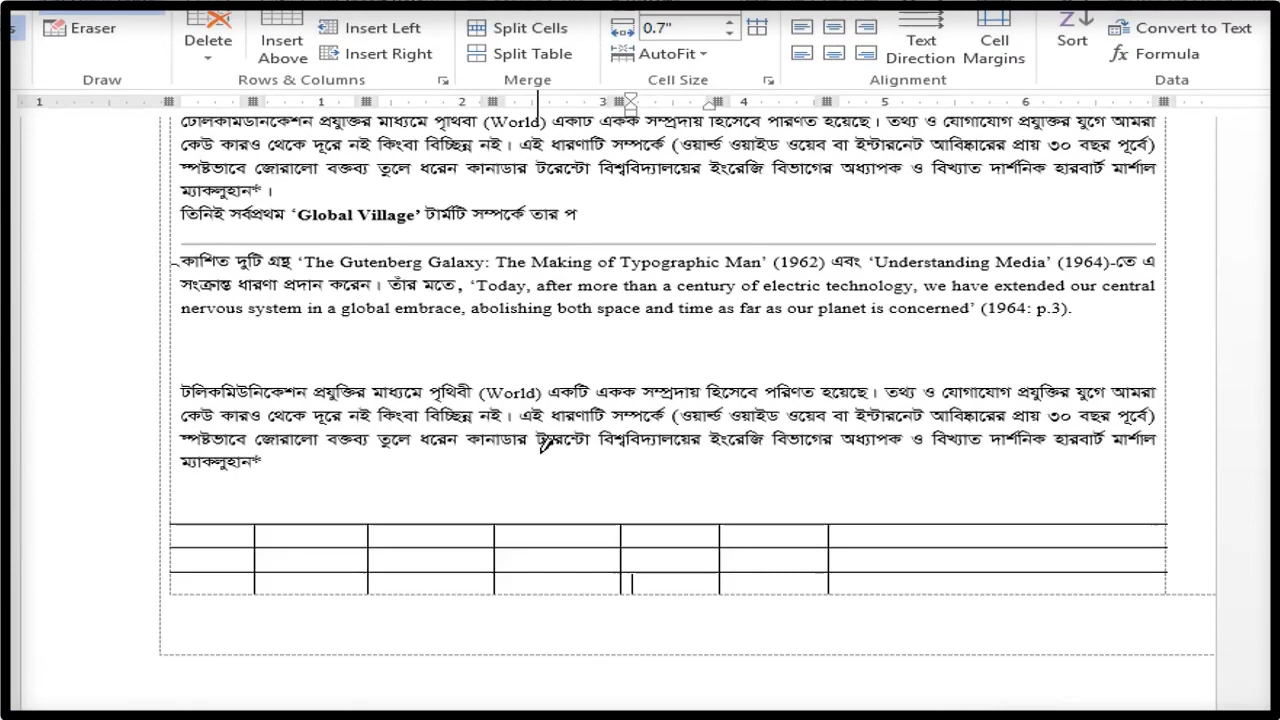 Eraser
Delete
Insert
Above
Insert Left
Insert Right
Split Cells
Split Table
0.7"
AutoFit
Text
Direction
Cell
Margins
Sort
Convert to Text
fx Formula
Draw
Rows & Columns
Merge
Cell Size
Alignment
Data
1 1 2 3 4 5 6
টেলিকমিউনিকেশন প্রযুক্তির মাধ্যমে পৃথিবী (World) একটি একক সম্প্রদায় হিসেবে পরিণত হয়েছে। তথ্য ও যোগাযোগ প্রযুক্তির যুগে আমরা
কেউ কারও থেকে দূরে নই কিংবা বিচ্ছিন্ন নই। এই ধারণাটি সম্পর্কে (ওয়ার্ল্ড ওয়াইড ওয়েব বা ইন্টারনেট আবিষ্কারের প্রায় ৩০ বছর পূর্বে)
স্পষ্টভাবে জোরালো বক্তব্য তুলে ধরেন কানাডার টরেন্টো বিশ্ববিদ্যালয়ের ইংরেজি বিভাগের অধ্যাপক ও বিখ্যাত দার্শনিক হারবার্ট মার্শাল
ম্যাকলুহান* ।
তিনিই সর্বপ্রথম ‘Global Village’ টার্মটি সম্পর্কে তার প
কাশিত দুটি গ্রন্থ ‘The Gutenberg Galaxy: The Making of Typographic Man’ (1962) এবং ‘Understanding Media’ (1964)-তে এ
সংক্রান্ত ধারণা প্রদান করেন। তাঁর মতে, ‘Today, after more than a century of electric technology, we have extended our central
nervous system in a global embrace, abolishing both space and time as far as our planet is concerned’ (1964: p.3).
টলিকমিউনিকেশন প্রযুক্তির মাধ্যমে পৃথিবী (World) একটি একক সম্প্রদায় হিসেবে পরিণত হয়েছে। তথ্য ও যোগাযোগ প্রযুক্তির যুগে আমরা
কেউ কারও থেকে দূরে নই কিংবা বিচ্ছিন্ন নই। এই ধারণাটি সম্পর্কে (ওয়ার্ল্ড ওয়াইড ওয়েব বা ইন্টারনেট আবিষ্কারের প্রায় ৩০ বছর পূর্বে)
স্পষ্টভাবে জোরালো বক্তব্য তুলে ধরেন কানাডার টরেন্টো বিশ্ববিদ্যালয়ের ইংরেজি বিভাগের অধ্যাপক ও বিখ্যাত দার্শনিক হারবার্ট মার্শাল
ম্যাকলুহান*